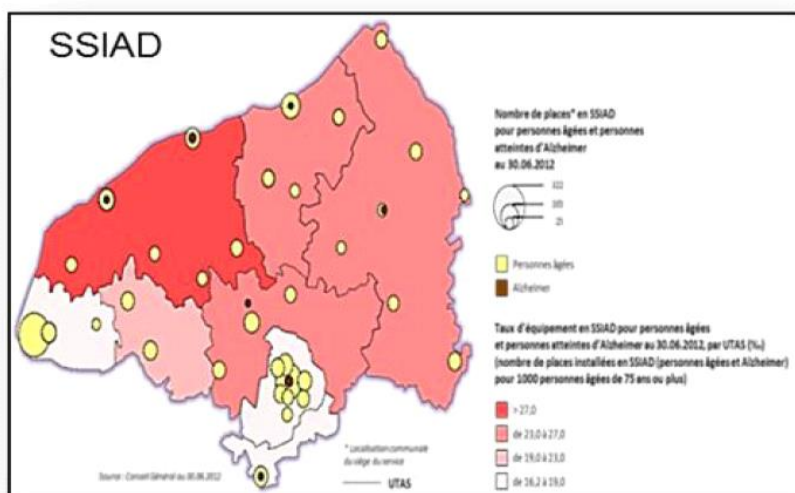 SSIAD
Nombre de places* en SSIAD
pour personnes âgées et personnes
atteintes d'Alzheimer
au 30.06.2012
25
Personnes âgées
Alzheimer
Taux d'équipement en SSIAD pour personnes âgées
et personnes atteintes d'Alzheimer au 30.06.2012, par UTAS (‰)
(nombre de places installées en SSIAD (personnes âgées et Alzheimer)
pour 1000 personnes âgées de 75 ans ou plus)
> 27,0
de 23,0 à 27,0
de 19,0 à 23,0
de 16,2 à 19,0
* Localisation communale
du siège du service
Source : Conseil Général au 30.06.2012
UTAS